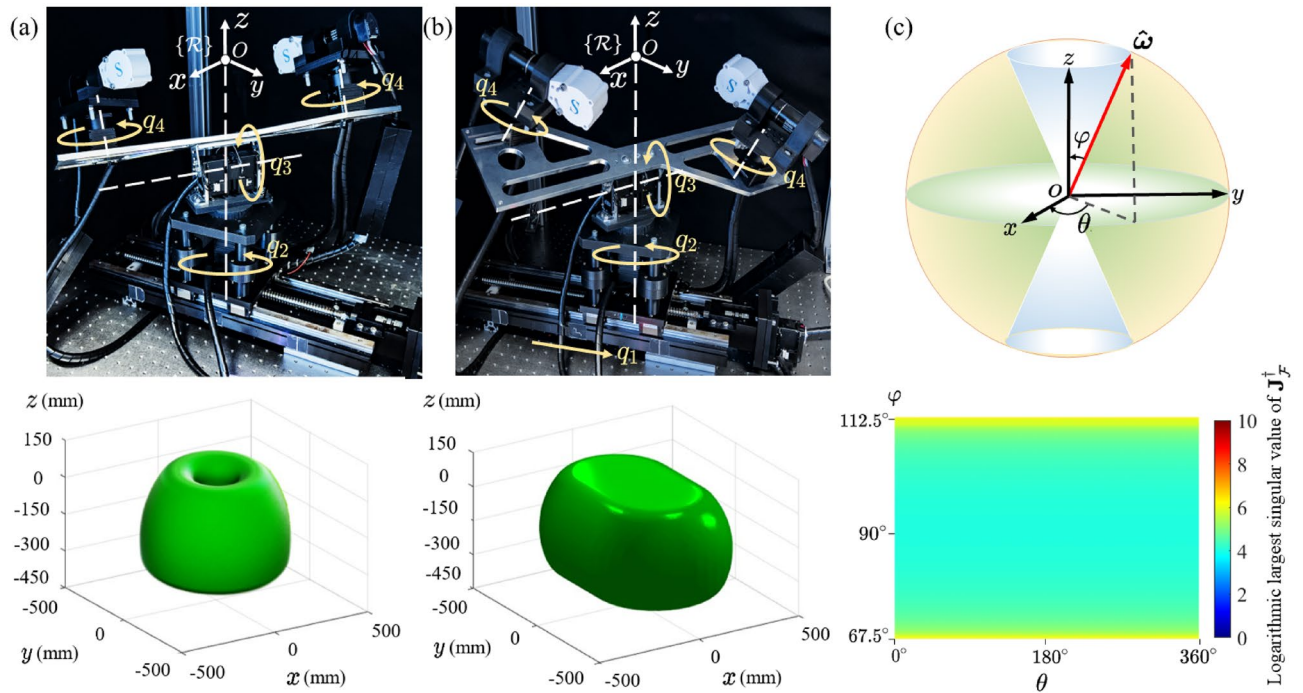 (a)
z
{R}
O
x
y
q₄
q₄
q₃
q₂
S
S
(b)
z
{R}
O
x
y
q₄
q₄
q₃
q₂
q₁
S
S
(c)
ω̂
z
φ
O
y
x
θ
z (mm)
150
0
-150
-300
-450
-500
0
y (mm)
-500
-500
0
500
x (mm)
z (mm)
150
0
-150
-300
-450
-500
0
y (mm)
-500
-500
0
500
x (mm)
φ
112.5°
90°
67.5°
0°
180°
360°
θ
10
8
6
4
2
0
Logarithmic largest singular value of J†_F